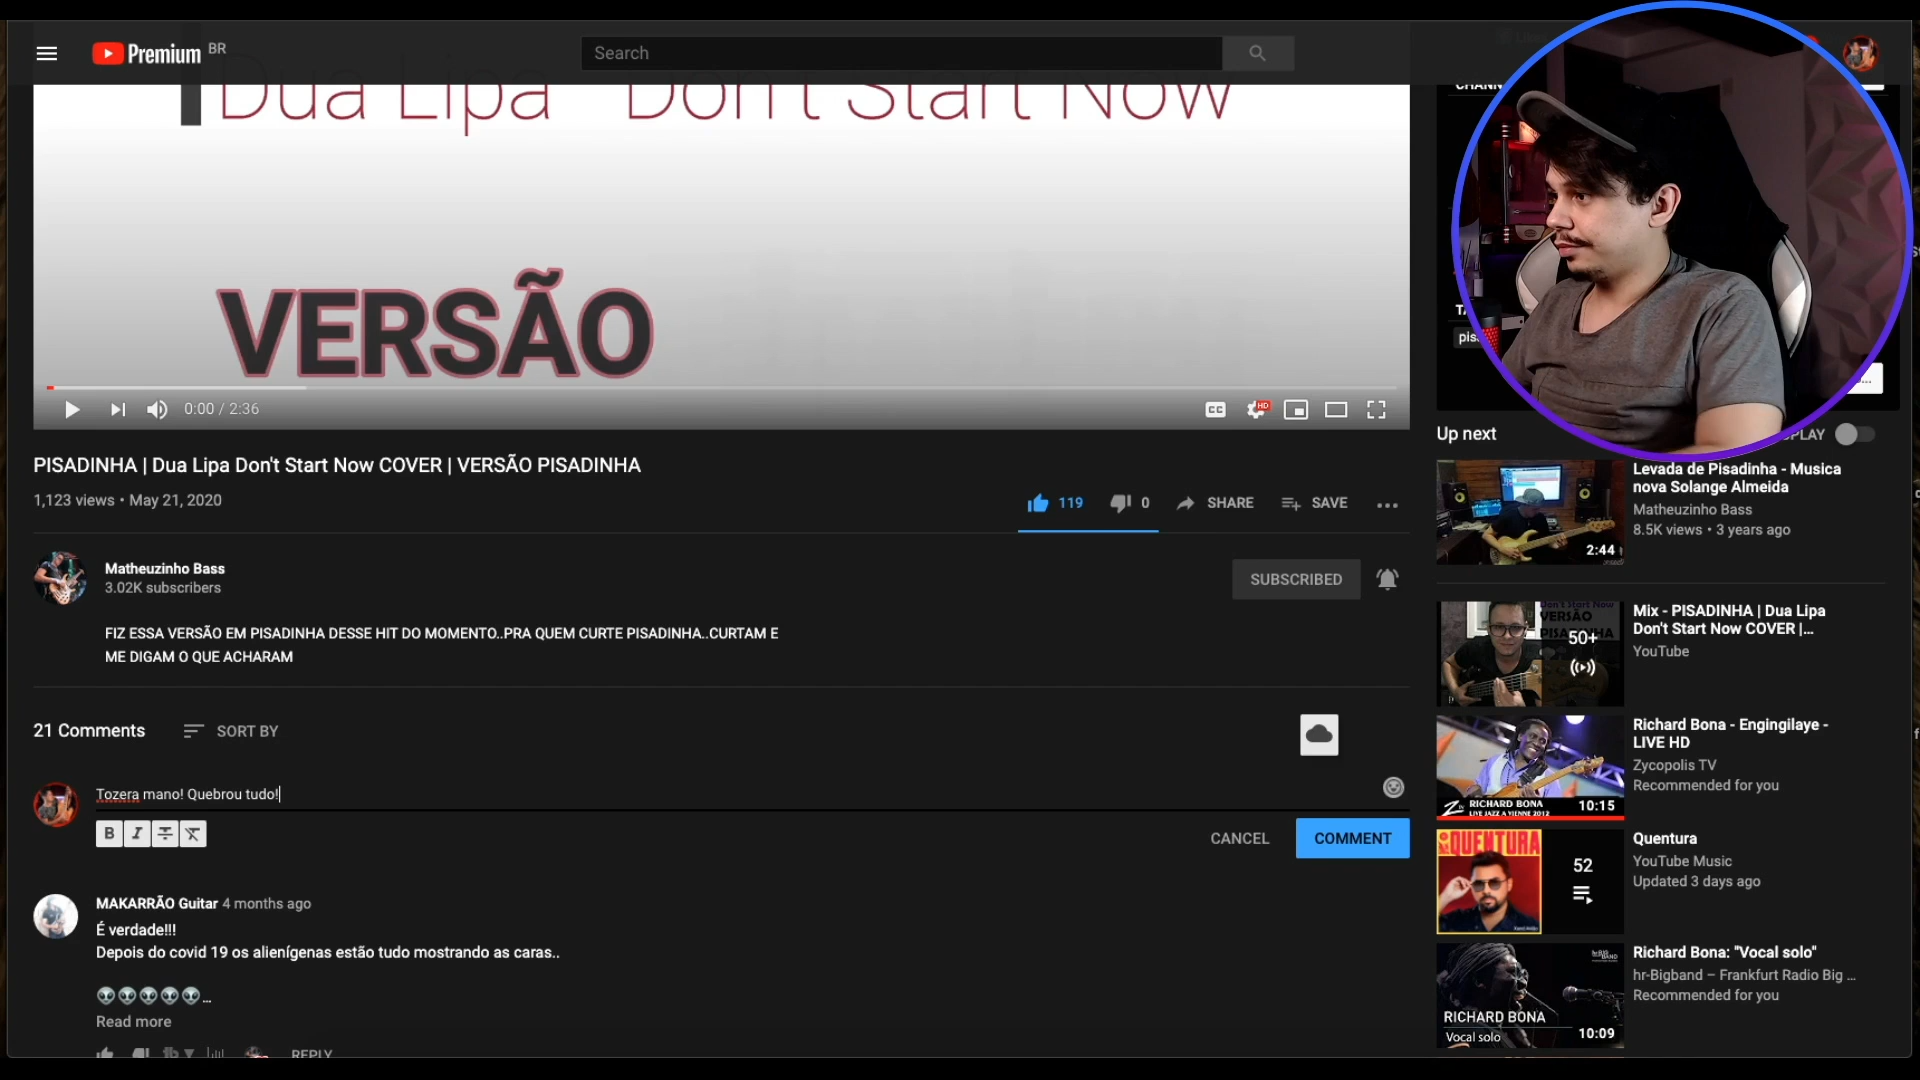 Premium BR
Search
Dua Lipa Don't Start Now
VERSÃO
0:00 / 2:36
CC
HD
PISADINHA | Dua Lipa Don't Start Now COVER | VERSÃO PISADINHA
1,123 views • May 21, 2020
119
0
SHARE
SAVE
Matheuzinho Bass
3.02K subscribers
SUBSCRIBED
FIZ ESSA VERSÃO EM PISADINHA DESSE HIT DO MOMENTO..PRA QUEM CURTE PISADINHA..CURTAM E
ME DIGAM O QUE ACHARAM
21 Comments
SORT BY
Tozera mano! Quebrou tudo!
B I
CANCEL
COMMENT
MAKARRÃO Guitar 4 months ago
É verdade!!!
Depois do covid 19 os alienígenas estão tudo mostrando as caras..
👽👽👽👽👽...
Read more
REPLY
Up next
Levada de Pisadinha - Musica
nova Solange Almeida
Matheuzinho Bass
8.5K views • 3 years ago
2:44
Mix - PISADINHA | Dua Lipa
Don't Start Now COVER |...
YouTube
Don't Start Now
VERSÃO
PISADINHA
50+
Richard Bona - Engingilaye -
LIVE HD
Zycopolis TV
Recommended for you
RICHARD BONA
LIVE JAZZ A VIENNE 2012
10:15
Quentura
YouTube Music
Updated 3 days ago
QUENTURA
52
Richard Bona: "Vocal solo"
hr-Bigband – Frankfurt Radio Big ...
Recommended for you
RICHARD BONA
Vocal solo
10:09